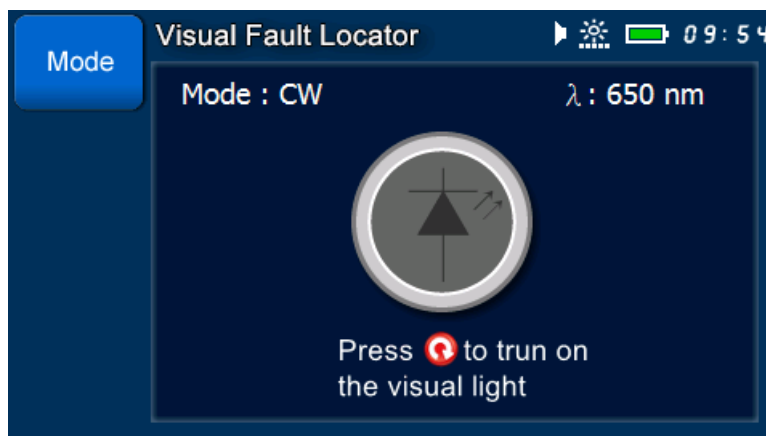 Mode
Visual Fault Locator
09:54
Mode : CW
λ : 650 nm
Press to trun on
the visual light